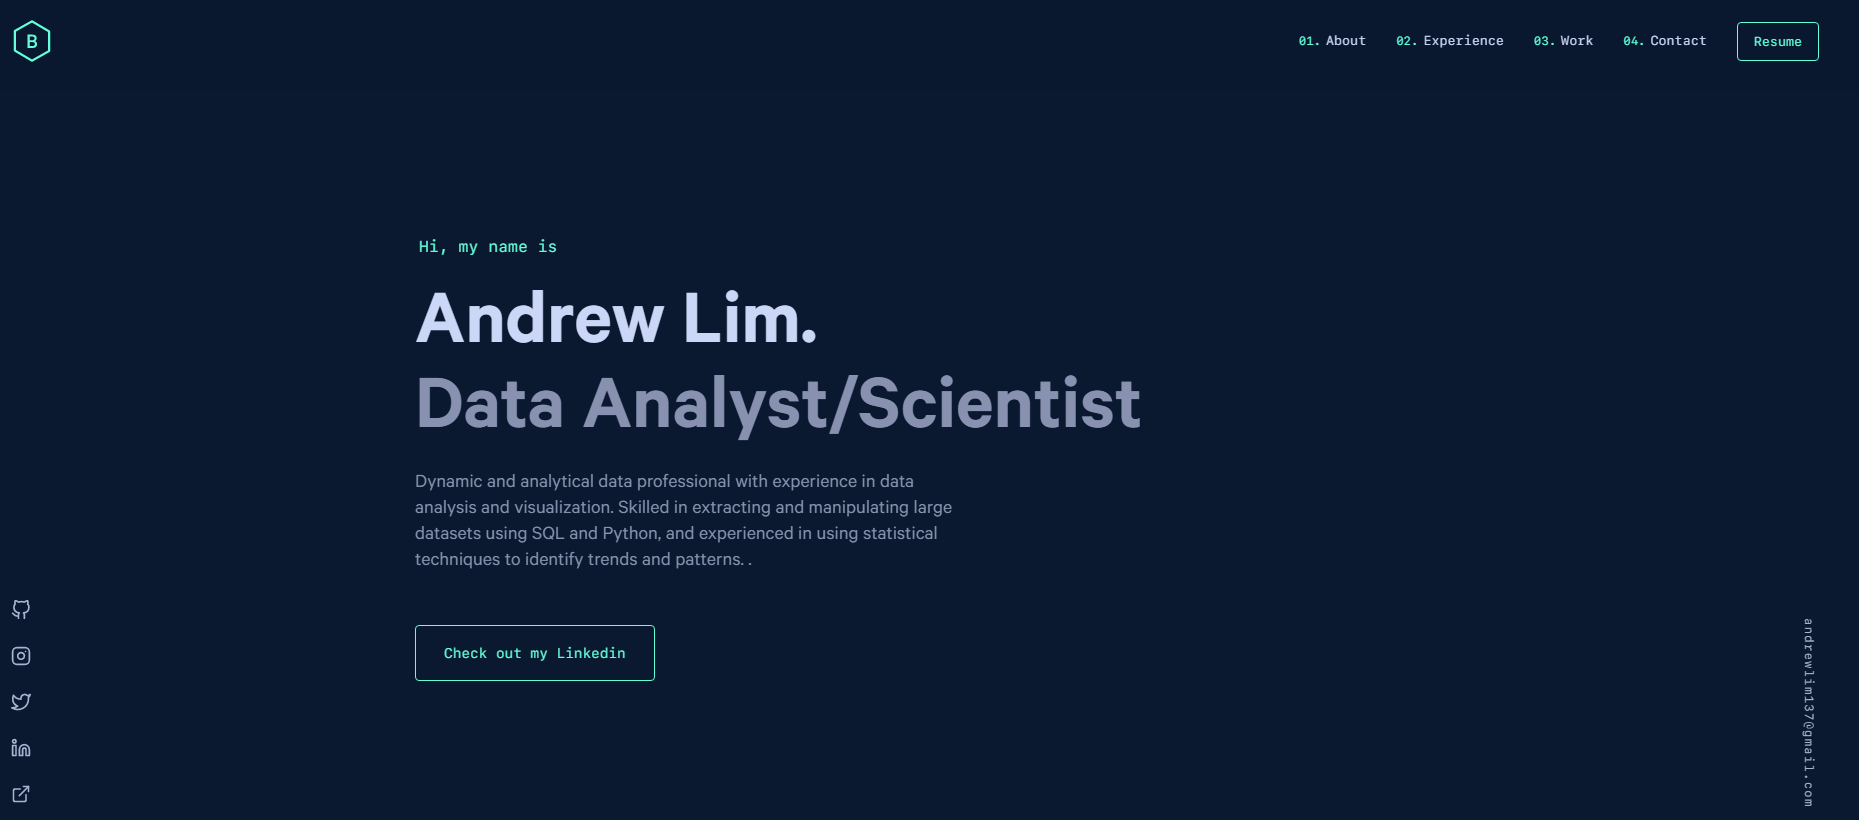 B
01. About 02. Experience 03. Work 04. Contact Resume
Hi, my name is
Andrew Lim.
Data Analyst/Scientist
Dynamic and analytical data professional with experience in data
analysis and visualization. Skilled in extracting and manipulating large
datasets using SQL and Python, and experienced in using statistical
techniques to identify trends and patterns. .
Check out my Linkedin
andrewlim137@gmail.com